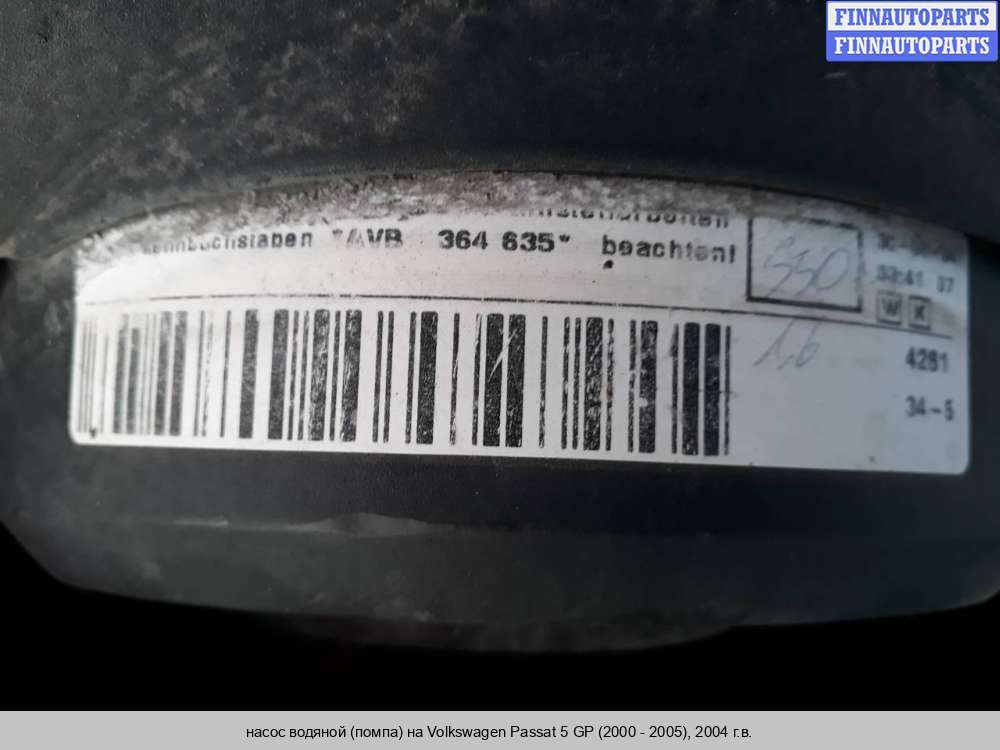 FINNAUTOPARTS
FINNAUTOPARTS
*AVB 364 635* beachten!
550
W K
4281
34-5
насос водяной (помпа) на Volkswagen Passat 5 GP (2000 - 2005), 2004 г.в.